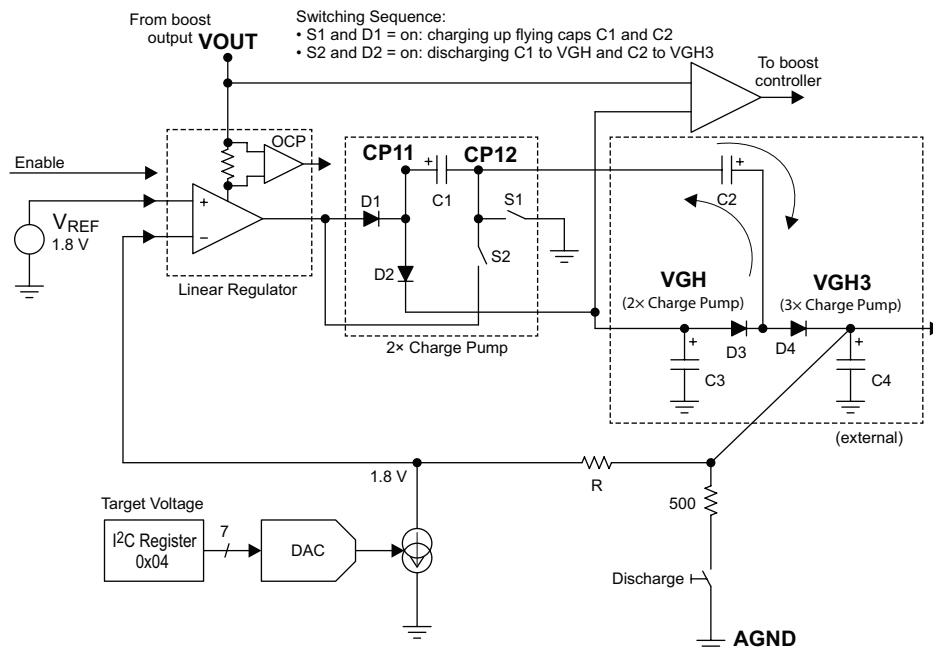 From boost
output VOUT
Switching Sequence:
• S1 and D1 = on: charging up flying caps C1 and C2
• S2 and D2 = on: discharging C1 to VGH and C2 to VGH3
To boost
controller
OCP
Enable
CP11
CP12
+
C1
+
C2
D1
S1
VREF
1.8 V
+
−
S2
D2
Linear Regulator
2× Charge Pump
VGH
(2× Charge Pump)
VGH3
(3× Charge Pump)
+
D3
D4
+
C3
C4
(external)
1.8 V
R
500
Target Voltage
I2C Register
0x04
7
DAC
Discharge
AGND